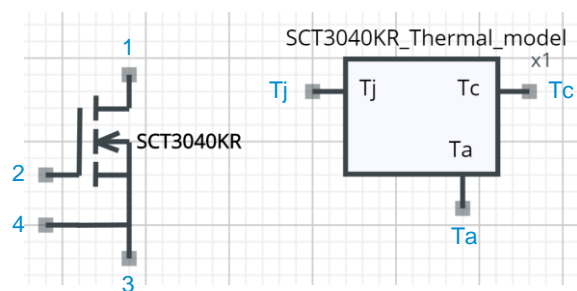 1
SCT3040KR
2
4
3
SCT3040KR_Thermal_model
x1
Tj
Tj
Tc
Tc
Ta
Ta